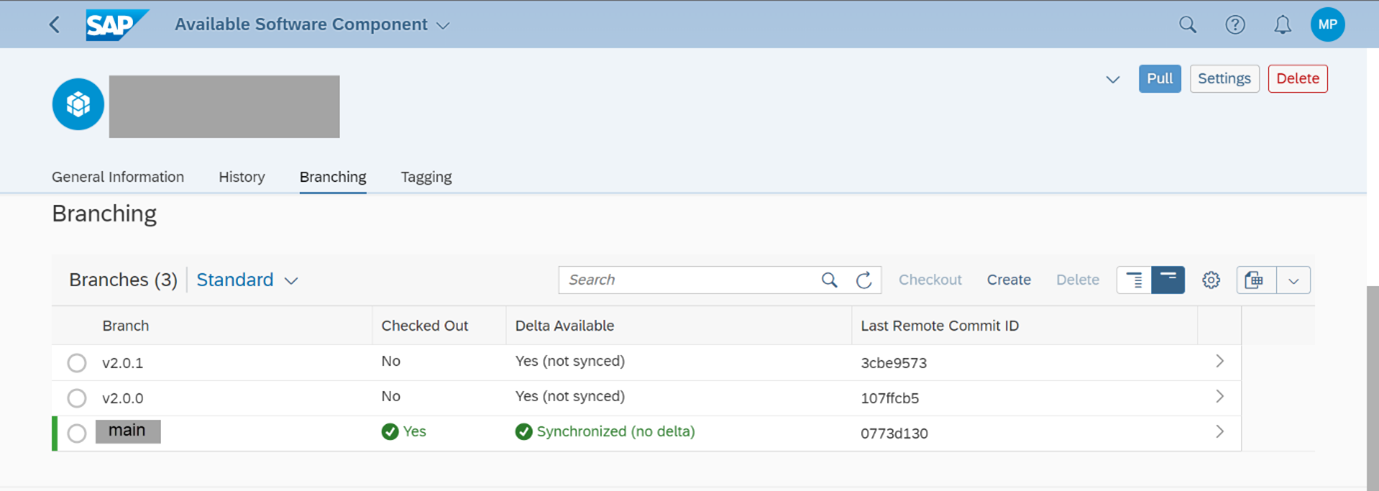 SAP Available Software Component MP
Pull Settings Delete
General Information History Branching Tagging
Branching
Branches (3) Standard Search Checkout Create Delete
Branch Checked Out Delta Available Last Remote Commit ID
v2.0.1 No Yes (not synced) 3cbe9573
v2.0.0 No Yes (not synced) 107ffcb5
main Yes Synchronized (no delta) 0773d130